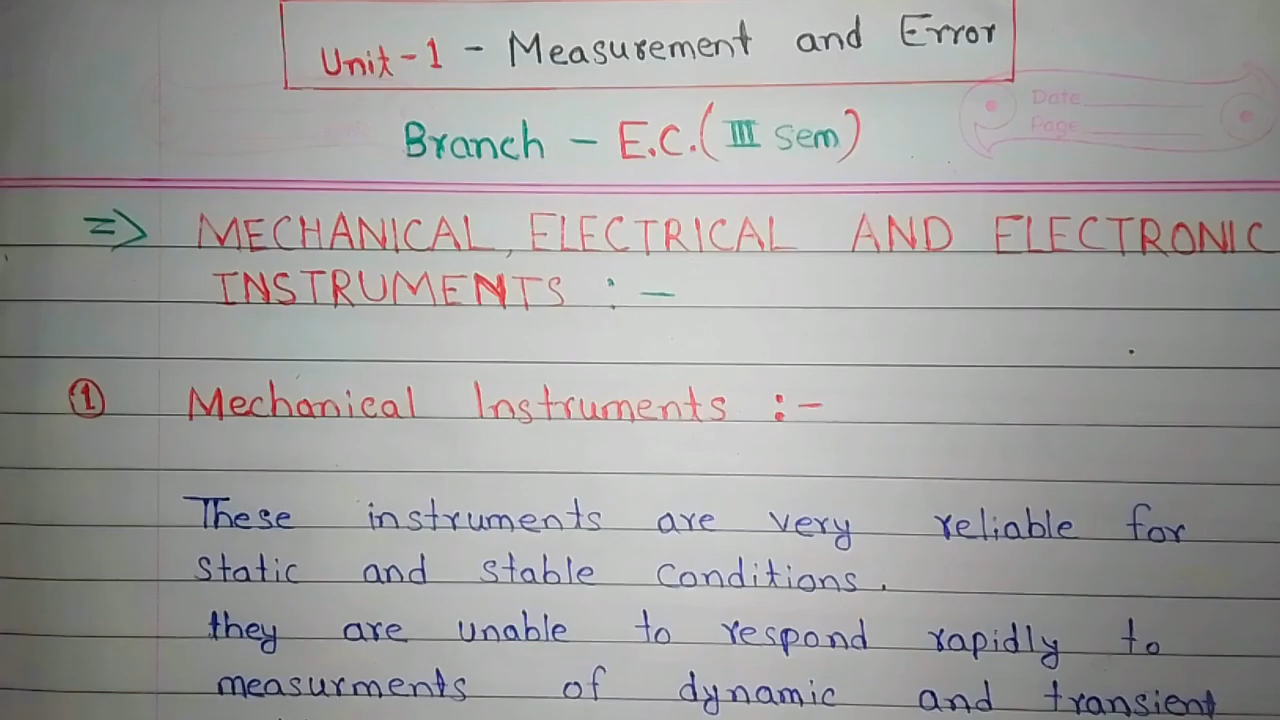 Unit-1 - Measurement and Error
Date
Page
Branch - E.C. (III sem)
=> MECHANICAL, ELECTRICAL AND ELECTRONIC
INSTRUMENTS :-
① Mechanical Instruments :-
These instruments are very reliable for
static and stable conditions.
they are unable to respond rapidly to
measurments of dynamic and transient